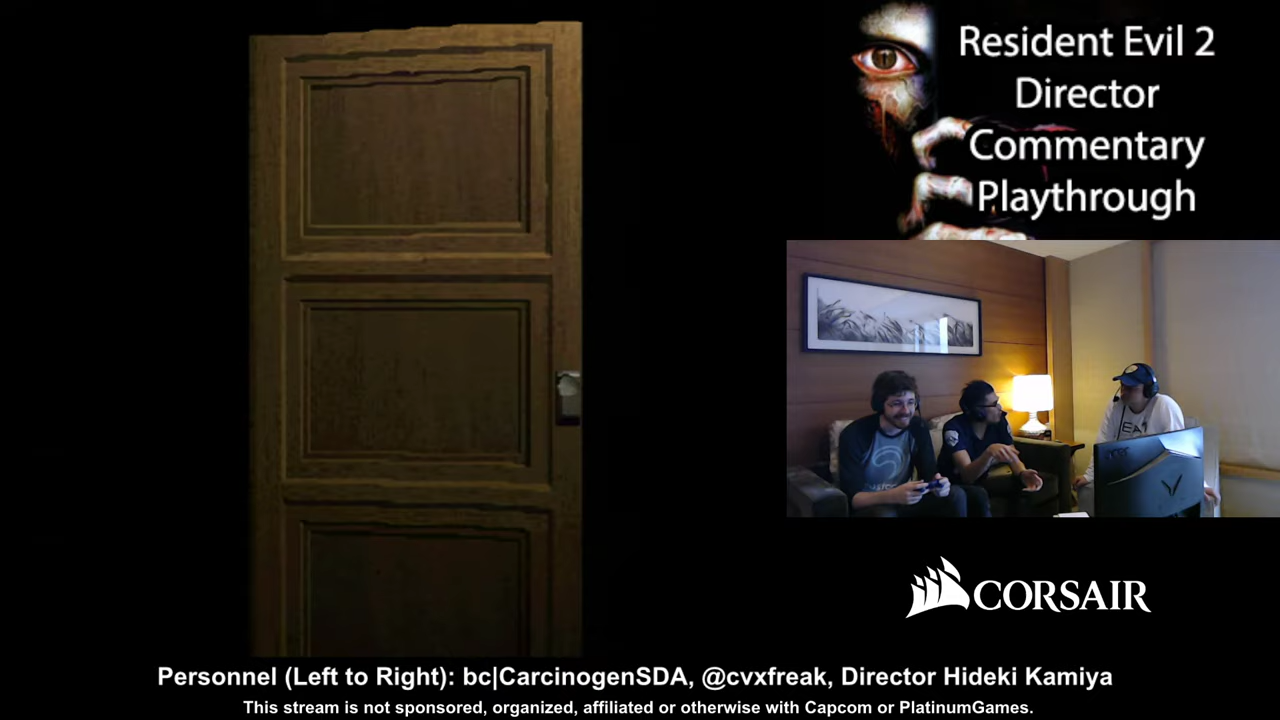 Resident Evil 2
Director
Commentary
Playthrough
CORSAIR
Personnel (Left to Right): bc|CarcinogenSDA, @cvxfreak, Director Hideki Kamiya
This stream is not sponsored, organized, affiliated or otherwise with Capcom or PlatinumGames.